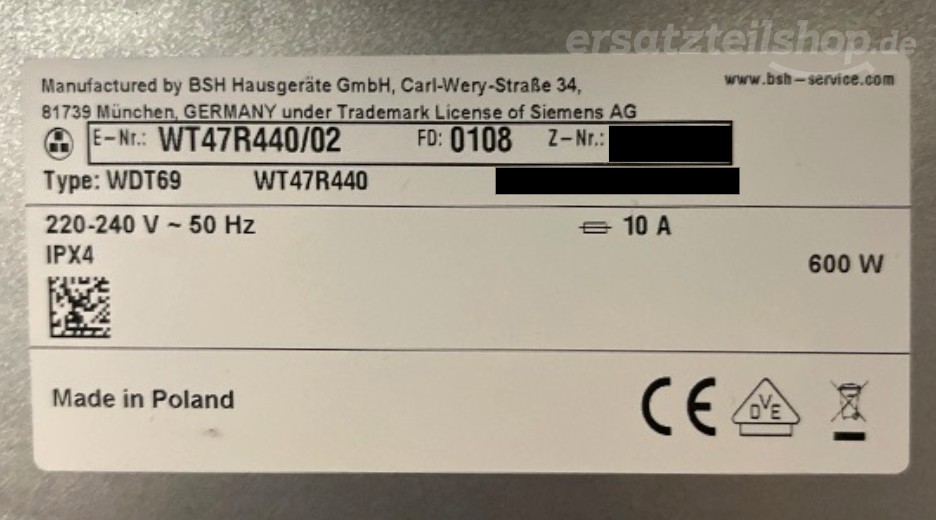 ersatzteilshop.de
Manufactured by BSH Hausgeräte GmbH, Carl-Wery-Straße 34,
www.bsh-service.com
81739 München, GERMANY under Trademark License of Siemens AG
E-Nr.: WT47R440/02 FD: 0108 Z-Nr.:
Type: WDT69 WT47R440
220-240 V ~ 50 Hz 10 A
IPX4
600 W
Made in Poland
CE
DVE